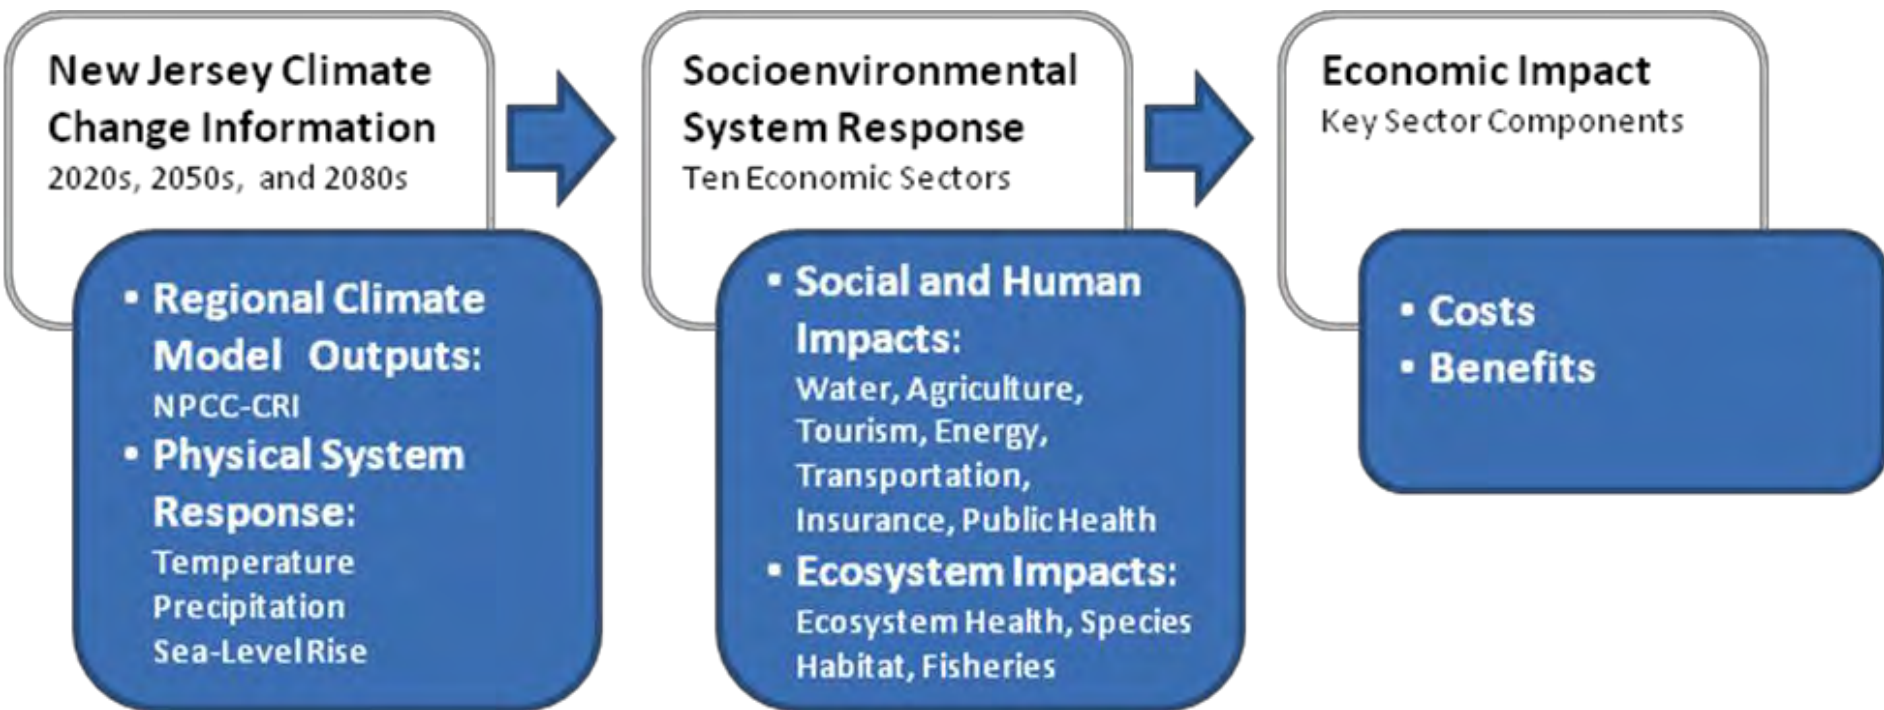 New Jersey Climate
Change Information
2020s, 2050s, and 2080s
▪ Regional Climate
Model Outputs:
NPCC-CRI
▪ Physical System
Response:
Temperature
Precipitation
Sea-Level Rise
Socioenvironmental
System Response
Ten Economic Sectors
▪ Social and Human
Impacts:
Water, Agriculture,
Tourism, Energy,
Transportation,
Insurance, Public Health
▪ Ecosystem Impacts:
Ecosystem Health, Species
Habitat, Fisheries
Economic Impact
Key Sector Components
▪ Costs
▪ Benefits